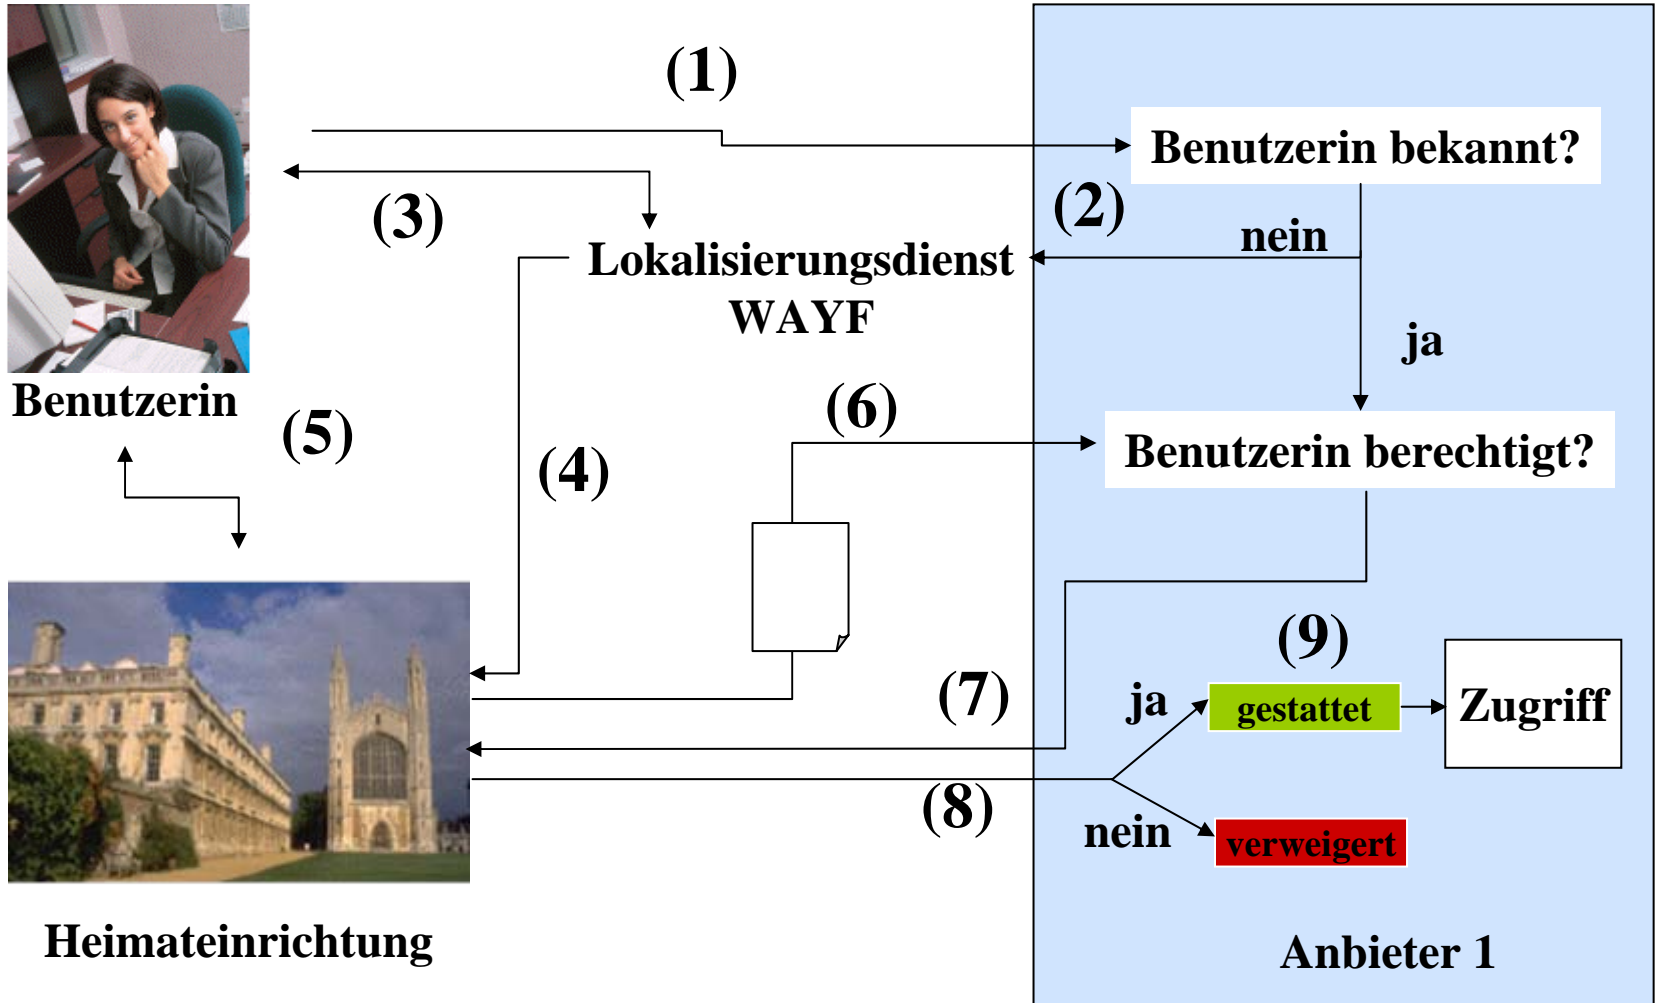 (1)
Benutzerin bekannt?
(2)
(3)
nein
Lokalisierungsdienst
WAYF
ja
Benutzerin
(5)
(6)
(4)
Benutzerin berechtigt?
(9)
(7)
ja
gestattet
Zugriff
(8)
nein
verweigert
Heimateinrichtung
Anbieter 1